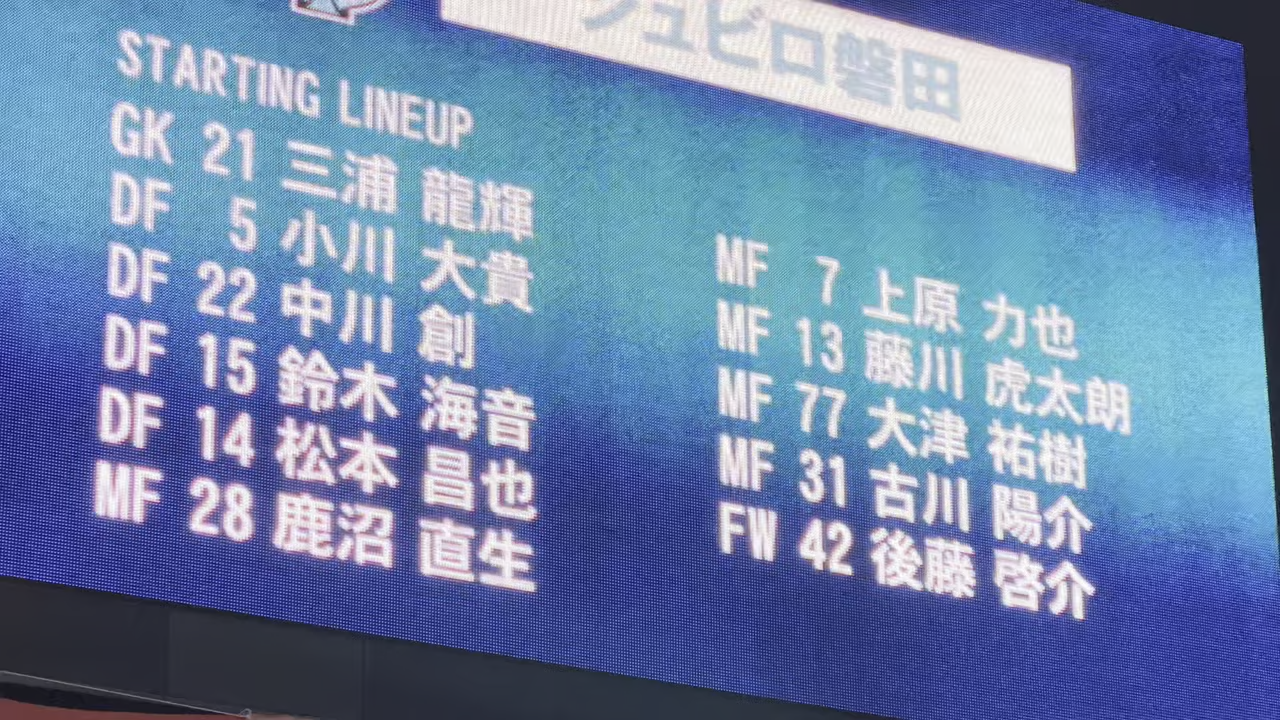 ジュビロ磐田
STARTING LINEUP
GK 21 三浦 龍輝
DF 5 小川 大貴
DF 22 中川 創
DF 15 鈴木 海音
DF 14 松本 昌也
MF 28 鹿沼 直生
MF 7 上原 力也
MF 13 藤川 虎太朗
MF 77 大津 祐樹
MF 31 古川 陽介
FW 42 後藤 啓介